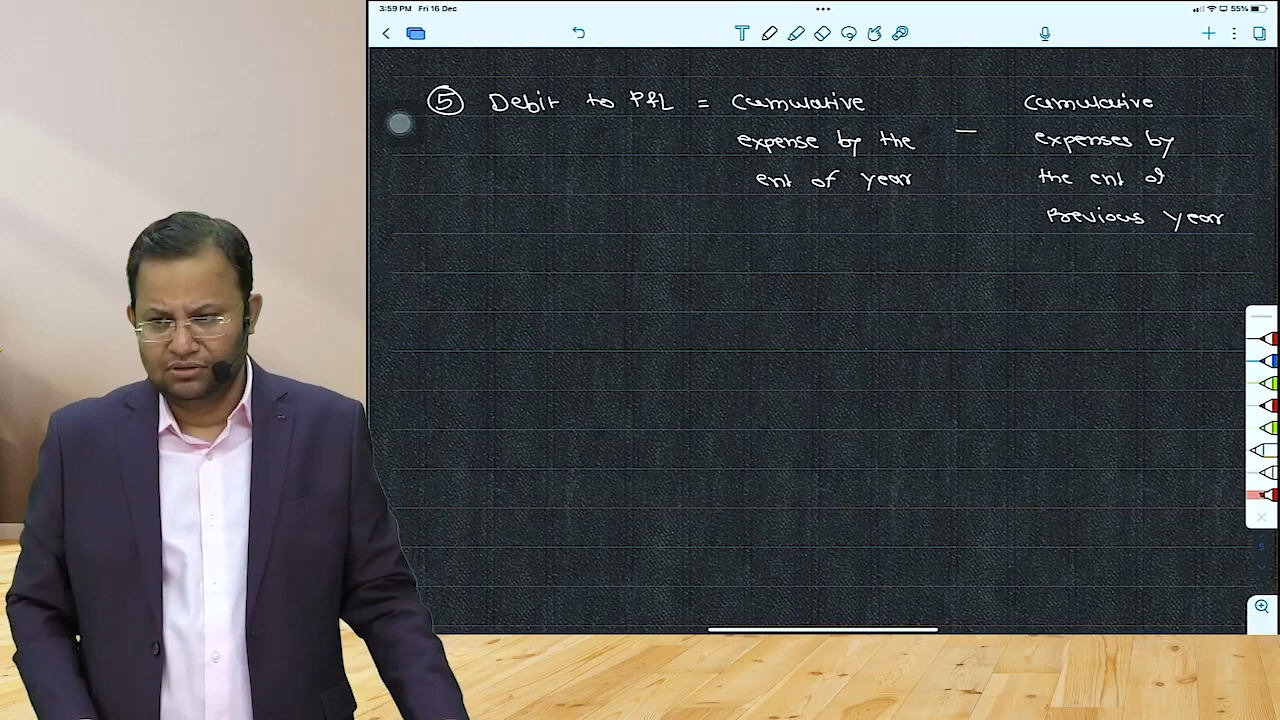 3:59 PM Fri 16 Dec
55%
5 Debit to P&L = Cumulative expense by the ent of year — Cumulative expenses by the ent of Previous year
5